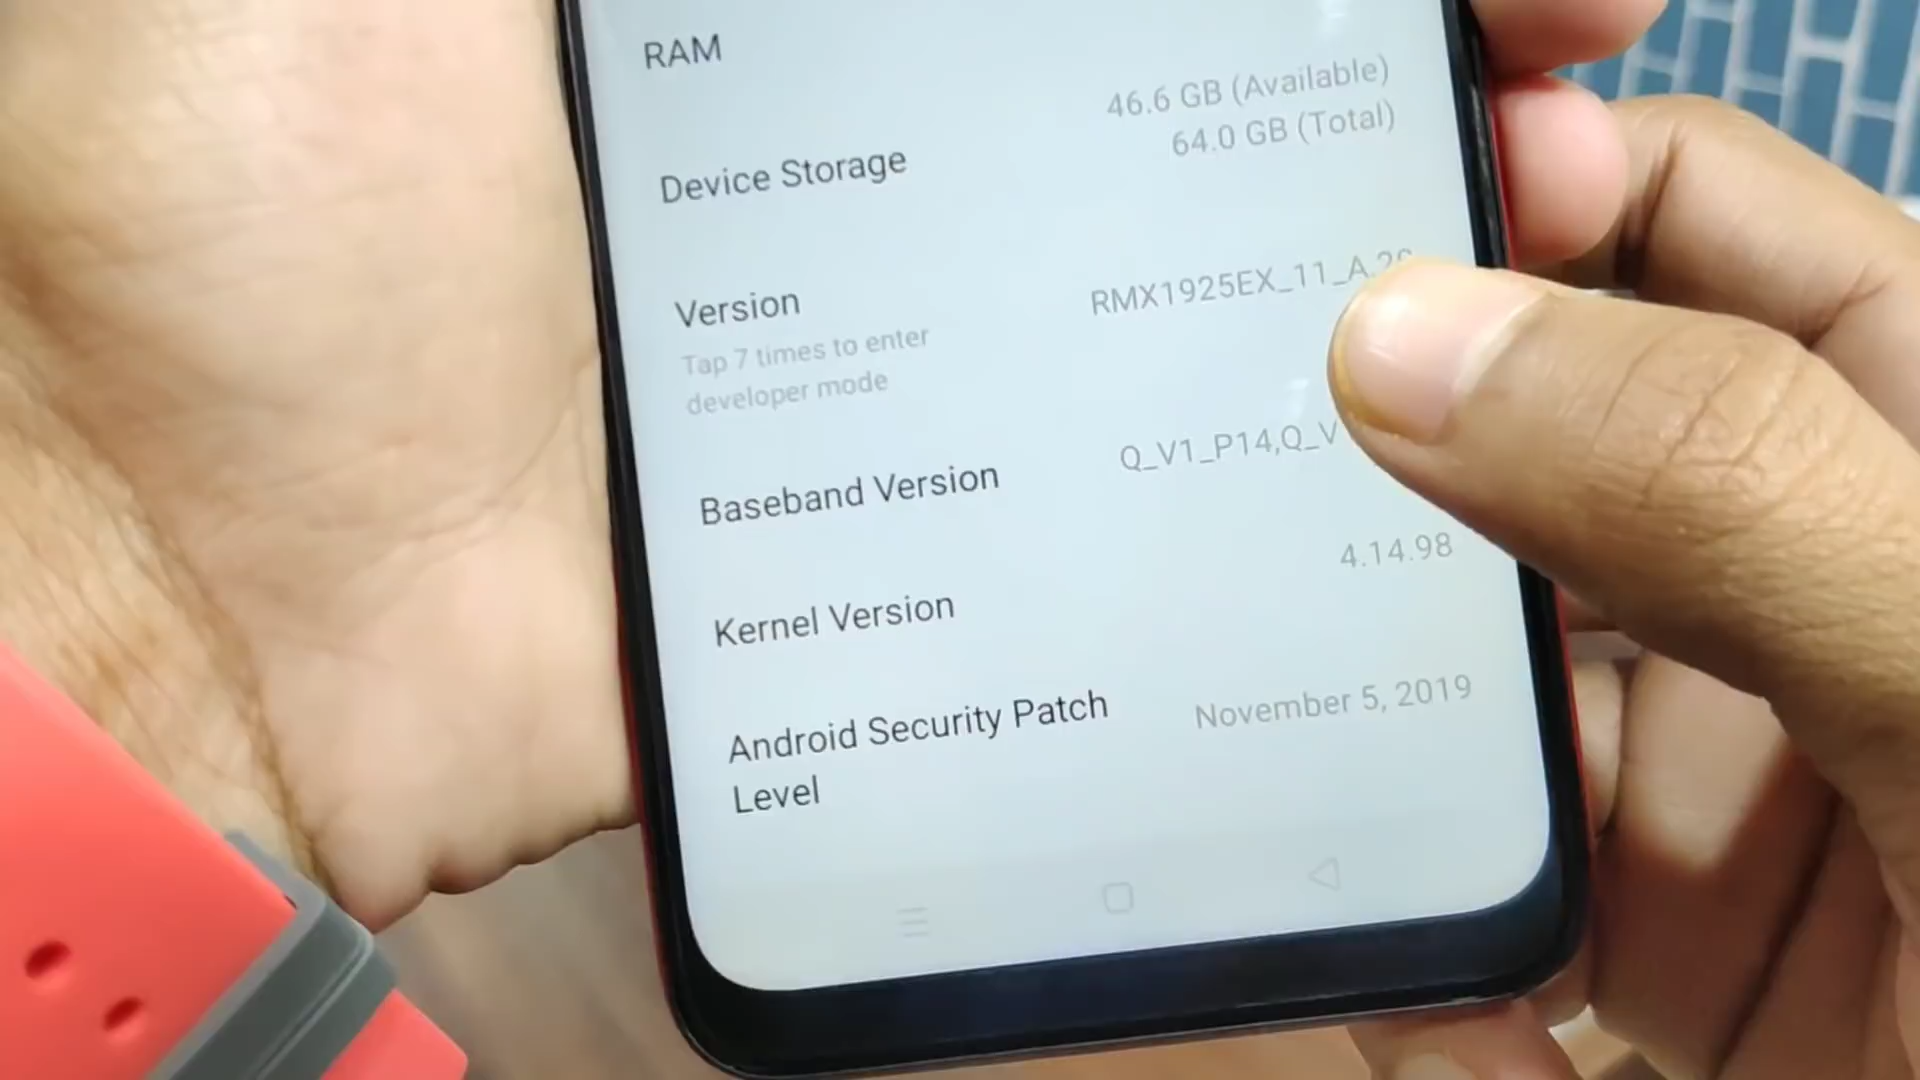 RAM
46.6 GB (Available)
64.0 GB (Total)
Device Storage
Version
RMX1925EX_11_A.
Tap 7 times to enter
developer mode
Baseband Version
Q_V1_P14,Q_V
Kernel Version
4.14.98
Android Security Patch
Level
November 5, 2019